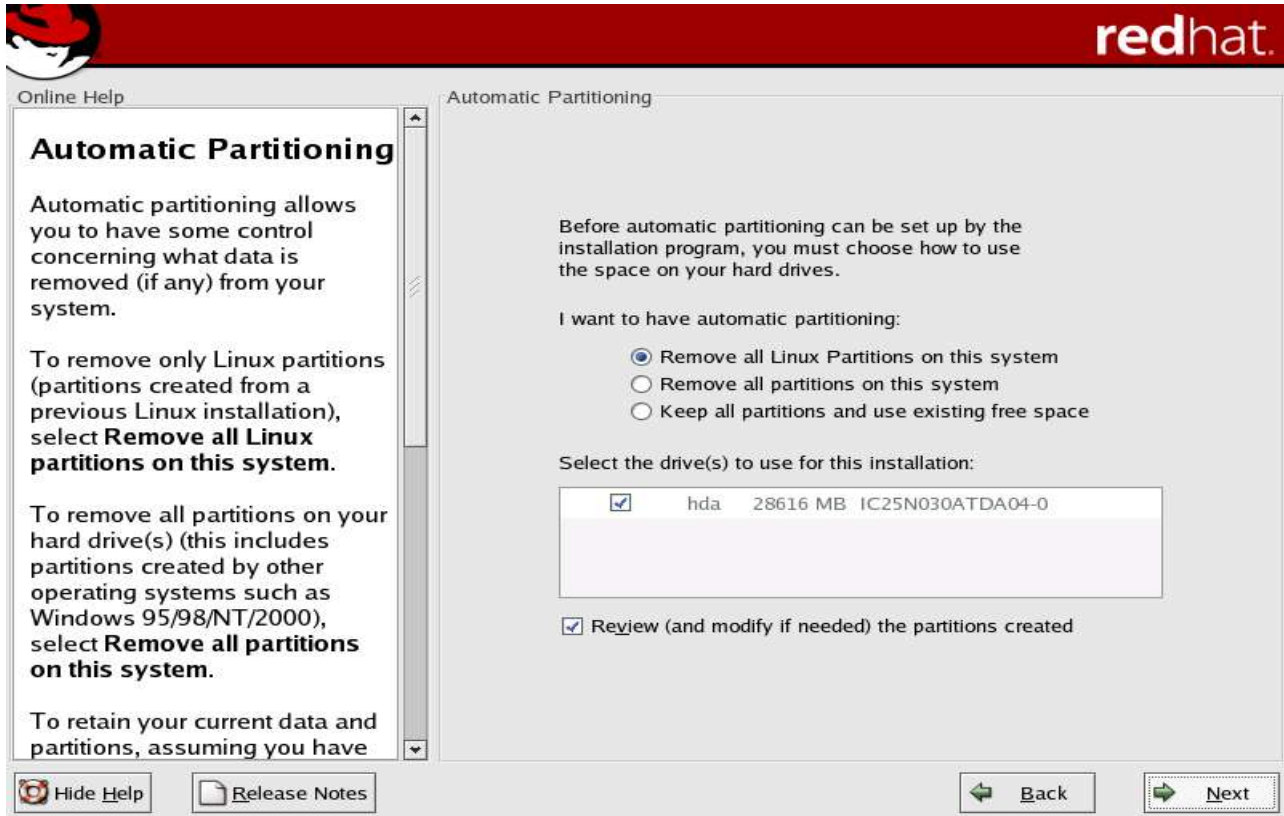 redhat.
Online Help
Automatic Partitioning
Automatic partitioning allows
you to have some control
concerning what data is
removed (if any) from your
system.
To remove only Linux partitions
(partitions created from a
previous Linux installation),
select Remove all Linux
partitions on this system.
To remove all partitions on your
hard drive(s) (this includes
partitions created by other
operating systems such as
Windows 95/98/NT/2000),
select Remove all partitions
on this system.
To retain your current data and
partitions, assuming you have
Automatic Partitioning
Before automatic partitioning can be set up by the
installation program, you must choose how to use
the space on your hard drives.
I want to have automatic partitioning:
Remove all Linux Partitions on this system
Remove all partitions on this system
Keep all partitions and use existing free space
Select the drive(s) to use for this installation:
hda 28616 MB IC25N030ATDA04-0
Review (and modify if needed) the partitions created
Hide Help
Release Notes
Back
Next